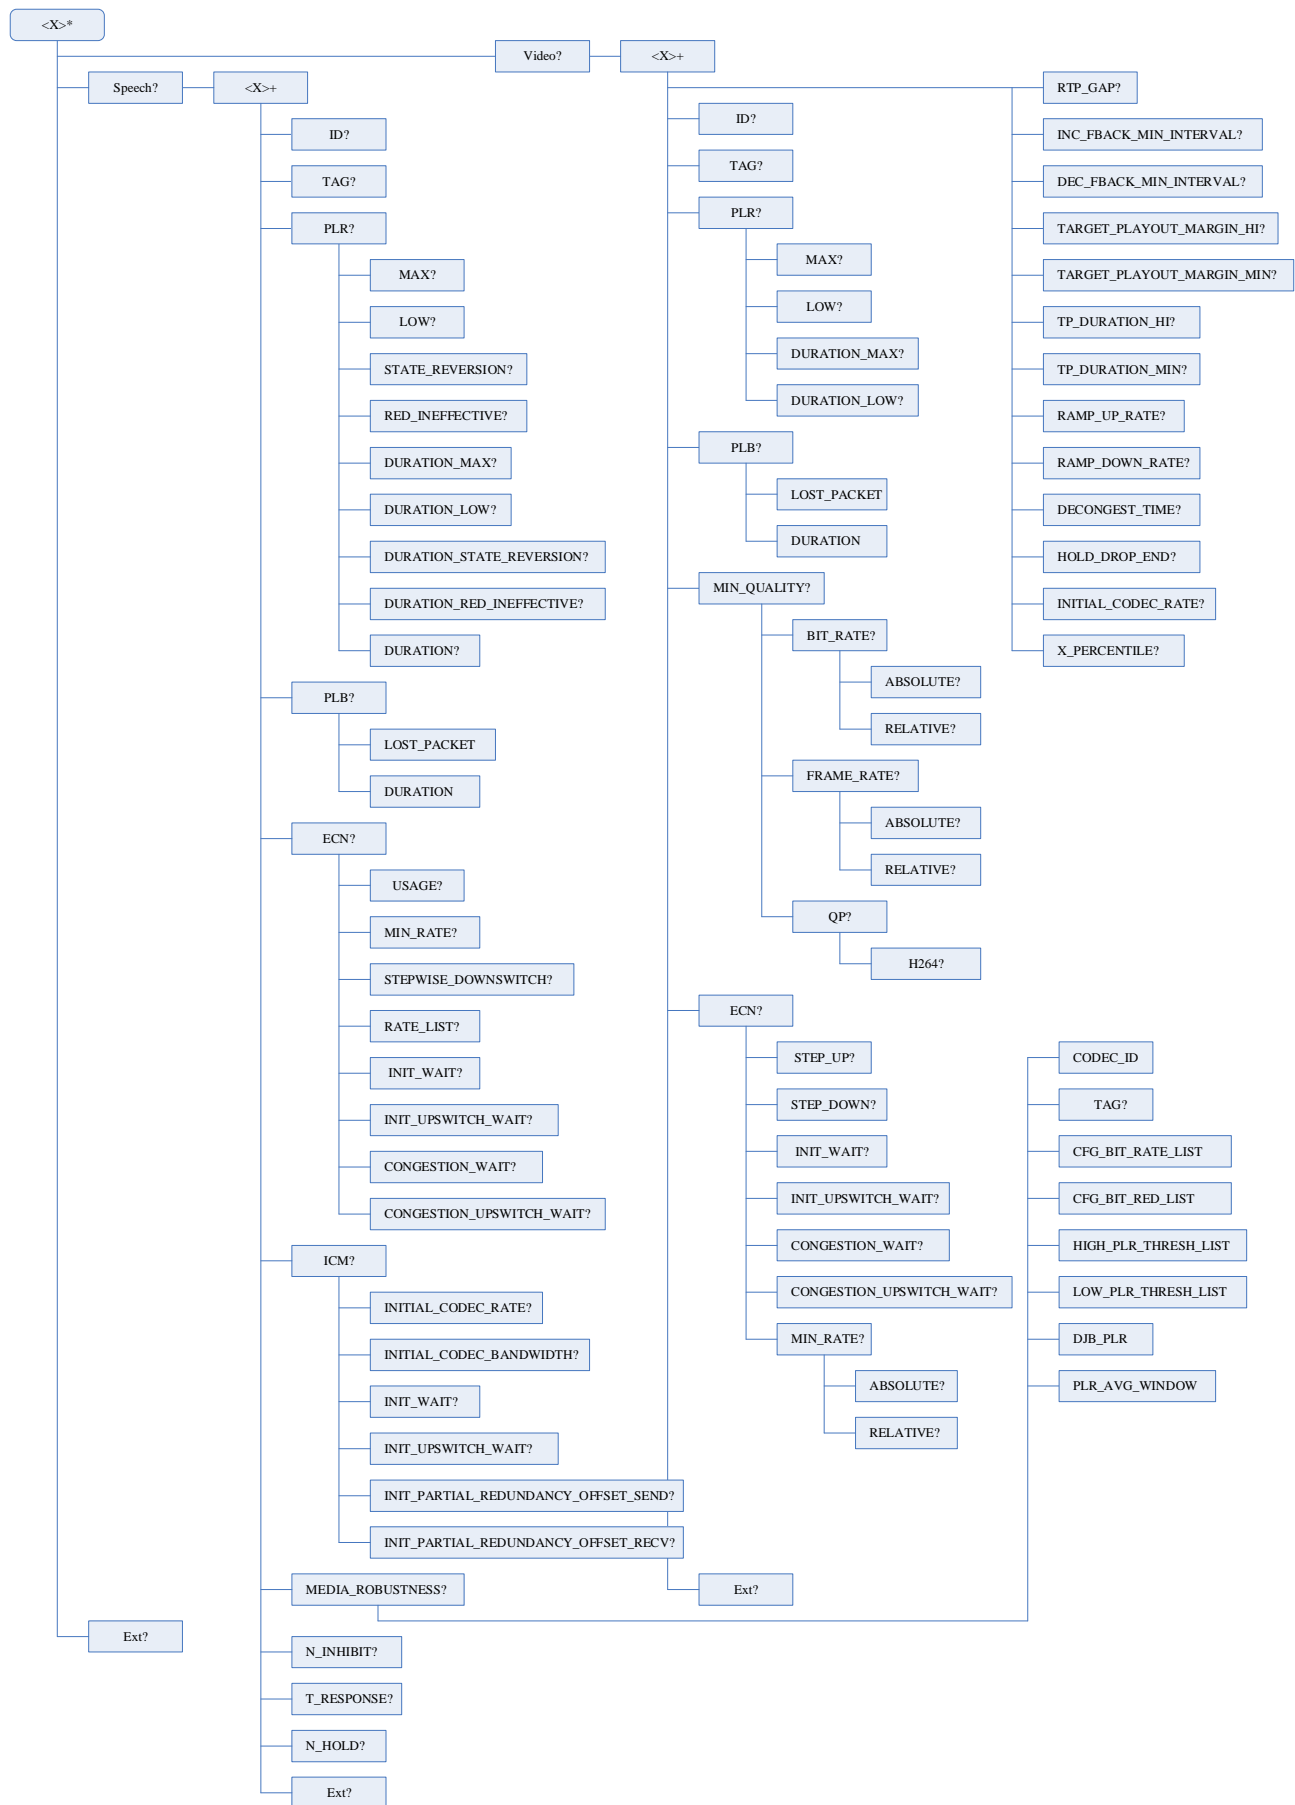 <X>*
Video?
<X>+
Speech?
<X>+
ID?
TAG?
PLR?
MAX?
LOW?
STATE_REVERSION?
RED_INEFFECTIVE?
DURATION_MAX?
DURATION_LOW?
DURATION_STATE_REVERSION?
DURATION_RED_INEFFECTIVE?
DURATION?
PLB?
LOST_PACKET
DURATION
ECN?
USAGE?
MIN_RATE?
STEPWISE_DOWNSWITCH?
RATE_LIST?
INIT_WAIT?
INIT_UPSWITCH_WAIT?
CONGESTION_WAIT?
CONGESTION_UPSWITCH_WAIT?
ICM?
INITIAL_CODEC_RATE?
INITIAL_CODEC_BANDWIDTH?
INIT_WAIT?
INIT_UPSWITCH_WAIT?
INIT_PARTIAL_REDUNDANCY_OFFSET_SEND?
INIT_PARTIAL_REDUNDANCY_OFFSET_RECV?
MEDIA_ROBUSTNESS?
N_INHIBIT?
T_RESPONSE?
N_HOLD?
Ext?
Ext?
ID?
TAG?
PLR?
MAX?
LOW?
DURATION_MAX?
DURATION_LOW?
PLB?
LOST_PACKET
DURATION
MIN_QUALITY?
BIT_RATE?
ABSOLUTE?
RELATIVE?
FRAME_RATE?
ABSOLUTE?
RELATIVE?
QP?
H264?
ECN?
STEP_UP?
STEP_DOWN?
INIT_WAIT?
INIT_UPSWITCH_WAIT?
CONGESTION_WAIT?
CONGESTION_UPSWITCH_WAIT?
MIN_RATE?
ABSOLUTE?
RELATIVE?
Ext?
RTP_GAP?
INC_FBACK_MIN_INTERVAL?
DEC_FBACK_MIN_INTERVAL?
TARGET_PLAYOUT_MARGIN_HI?
TARGET_PLAYOUT_MARGIN_MIN?
TP_DURATION_HI?
TP_DURATION_MIN?
RAMP_UP_RATE?
RAMP_DOWN_RATE?
DECONGEST_TIME?
HOLD_DROP_END?
INITIAL_CODEC_RATE?
X_PERCENTILE?
CODEC_ID
TAG?
CFG_BIT_RATE_LIST
CFG_BIT_RED_LIST
HIGH_PLR_THRESH_LIST
LOW_PLR_THRESH_LIST
DJB_PLR
PLR_AVG_WINDOW